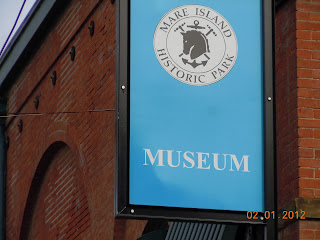 MARE ISLAND
HISTORIC PARK
MUSEUM
02.01.2012